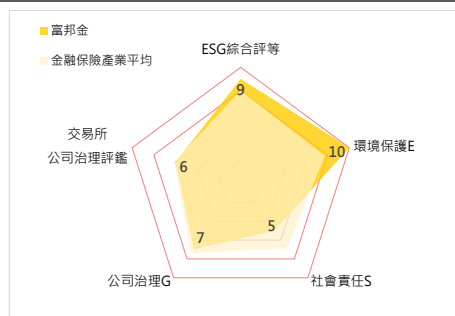 富邦金
金融保險產業平均
ESG綜合評等
9
環境保護E
10
交易所
公司治理評鑑
6
5
7
公司治理G
社會責任S